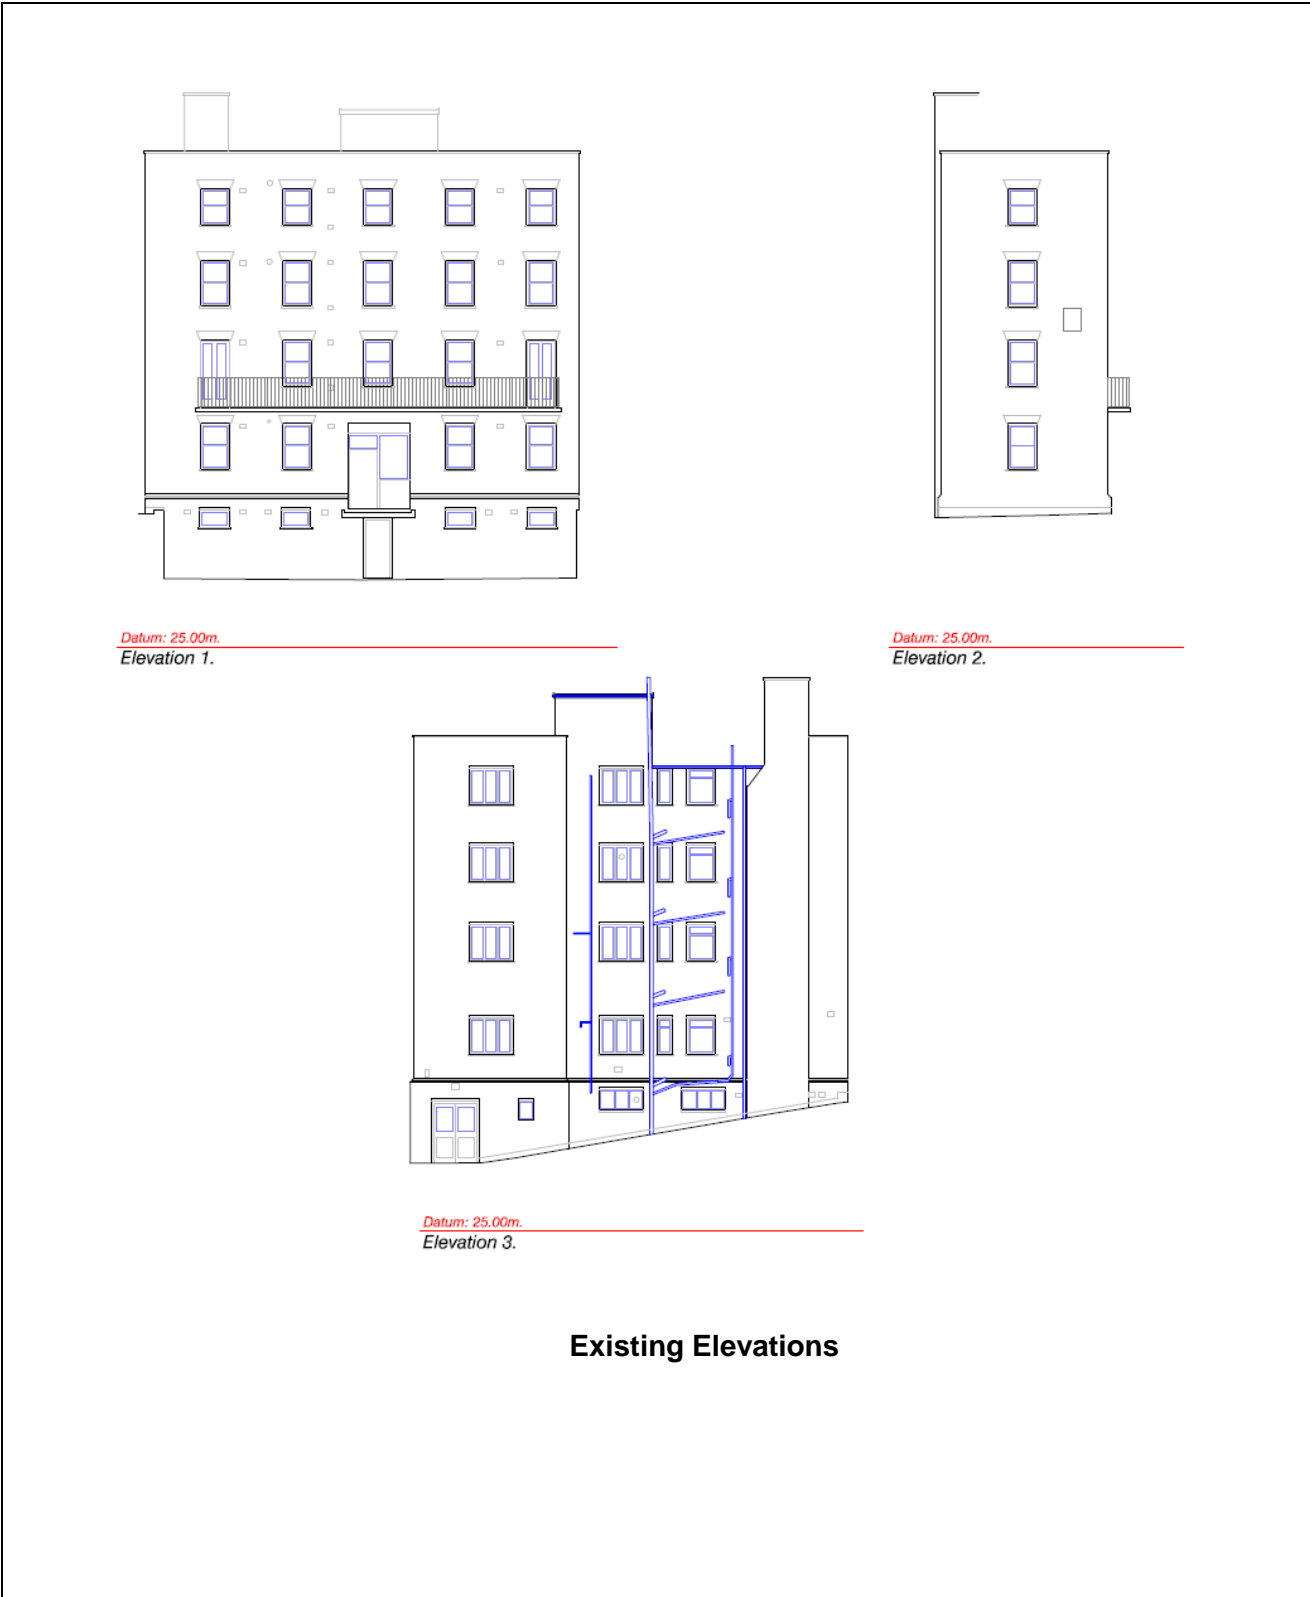 Datum: 25.00m.
Elevation 1.
Datum: 25.00m.
Elevation 2.
Datum: 25.00m.
Elevation 3.
Existing Elevations